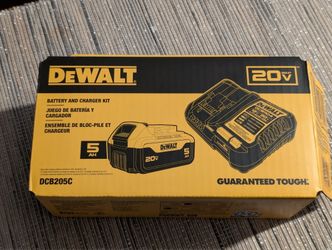 DEWALT
20V
BATTERY AND CHARGER KIT
JUEGO DE BATERÍA Y
CARGADOR
ENSEMBLE DE BLOC-PILE ET
CHARGEUR
5
AH
20V
5
DCB205C
GUARANTEED TOUGH.